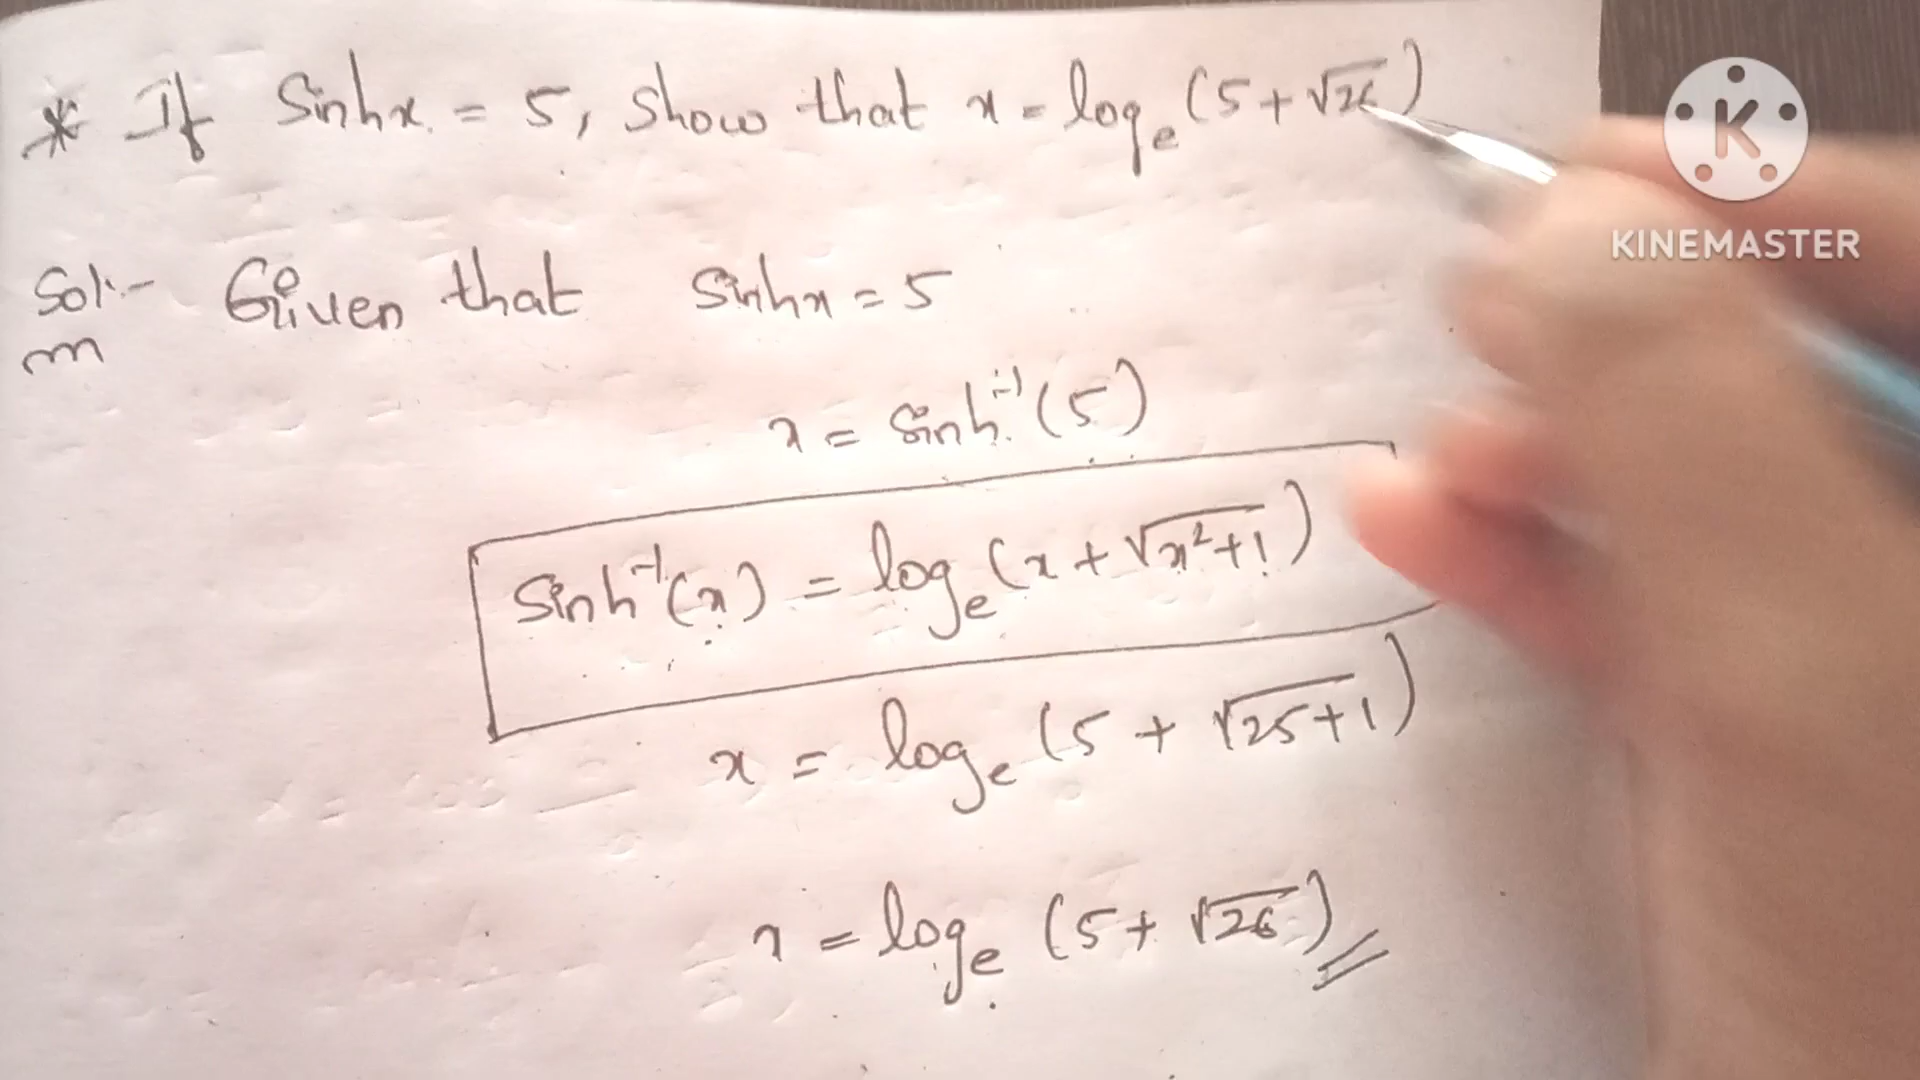 * If Sinhx = 5, Show that x = logₑ(5+√26)
Sol:- Given that sinhx = 5
x = Sinh⁻¹(5)
Sinh⁻¹(x) = logₑ(x + √x²+1)
x = logₑ(5 + √25+1)
x = logₑ(5+ √26)
K
KINEMASTER